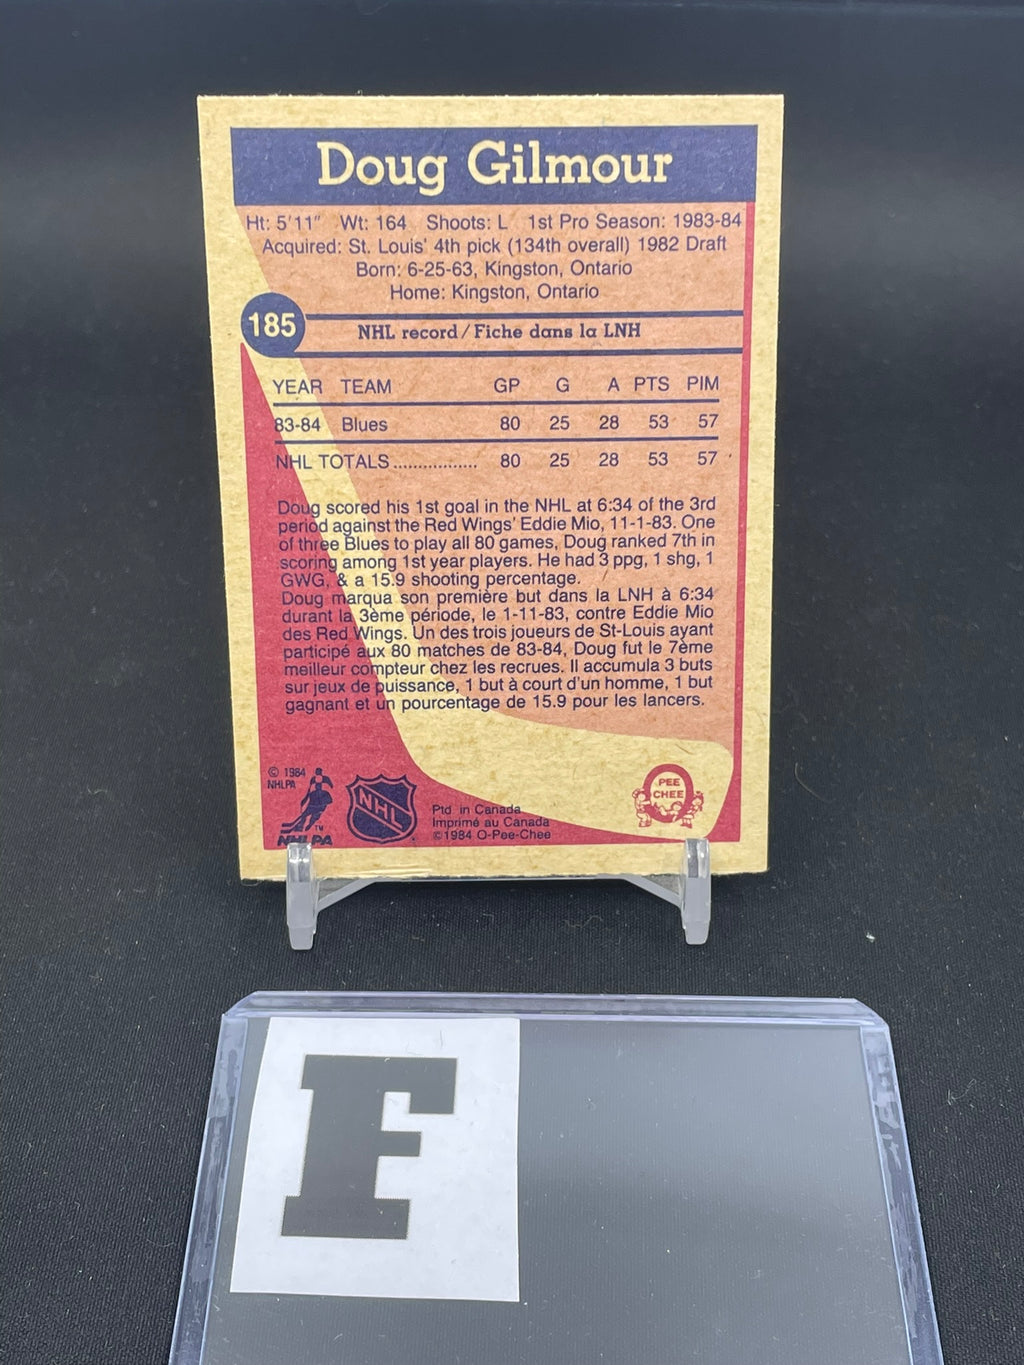 Doug Gilmour
Ht: 5'11" Wt: 164 Shoots: L 1st Pro Season: 1983-84
Acquired: St. Louis' 4th pick (134th overall) 1982 Draft
Born: 6-25-63, Kingston, Ontario
Home: Kingston, Ontario
185
NHL record/Fiche dans la LNH
YEAR TEAM GP G A PTS PIM
83-84 Blues 80 25 28 53 57
NHL TOTALS ................. 80 25 28 53 57
Doug scored his 1st goal in the NHL at 6:34 of the 3rd
period against the Red Wings' Eddie Mio, 11-1-83. One
of three Blues to play all 80 games, Doug ranked 7th in
scoring among 1st year players. He had 3 ppg, 1 shg, 1
GWG, & a 15.9 shooting percentage.
Doug marqua son première but dans la LNH à 6:34
durant la 3ème période, le 1-11-83, contre Eddie Mio
des Red Wings. Un des trois joueurs de St-Louis ayant
participé aux 80 matches de 83-84, Doug fut le 7ème
meilleur compteur chez les recrues. Il accumula 3 buts
sur jeux de puissance, 1 but à court d'un homme, 1 but
gagnant et un pourcentage de 15.9 pour les lancers.
© 1984
NHLPA
TM
NHLPA
NHL
Ptd in Canada
Imprimé au Canada
© 1984 O-Pee-Chee
PEE
CHEE
F